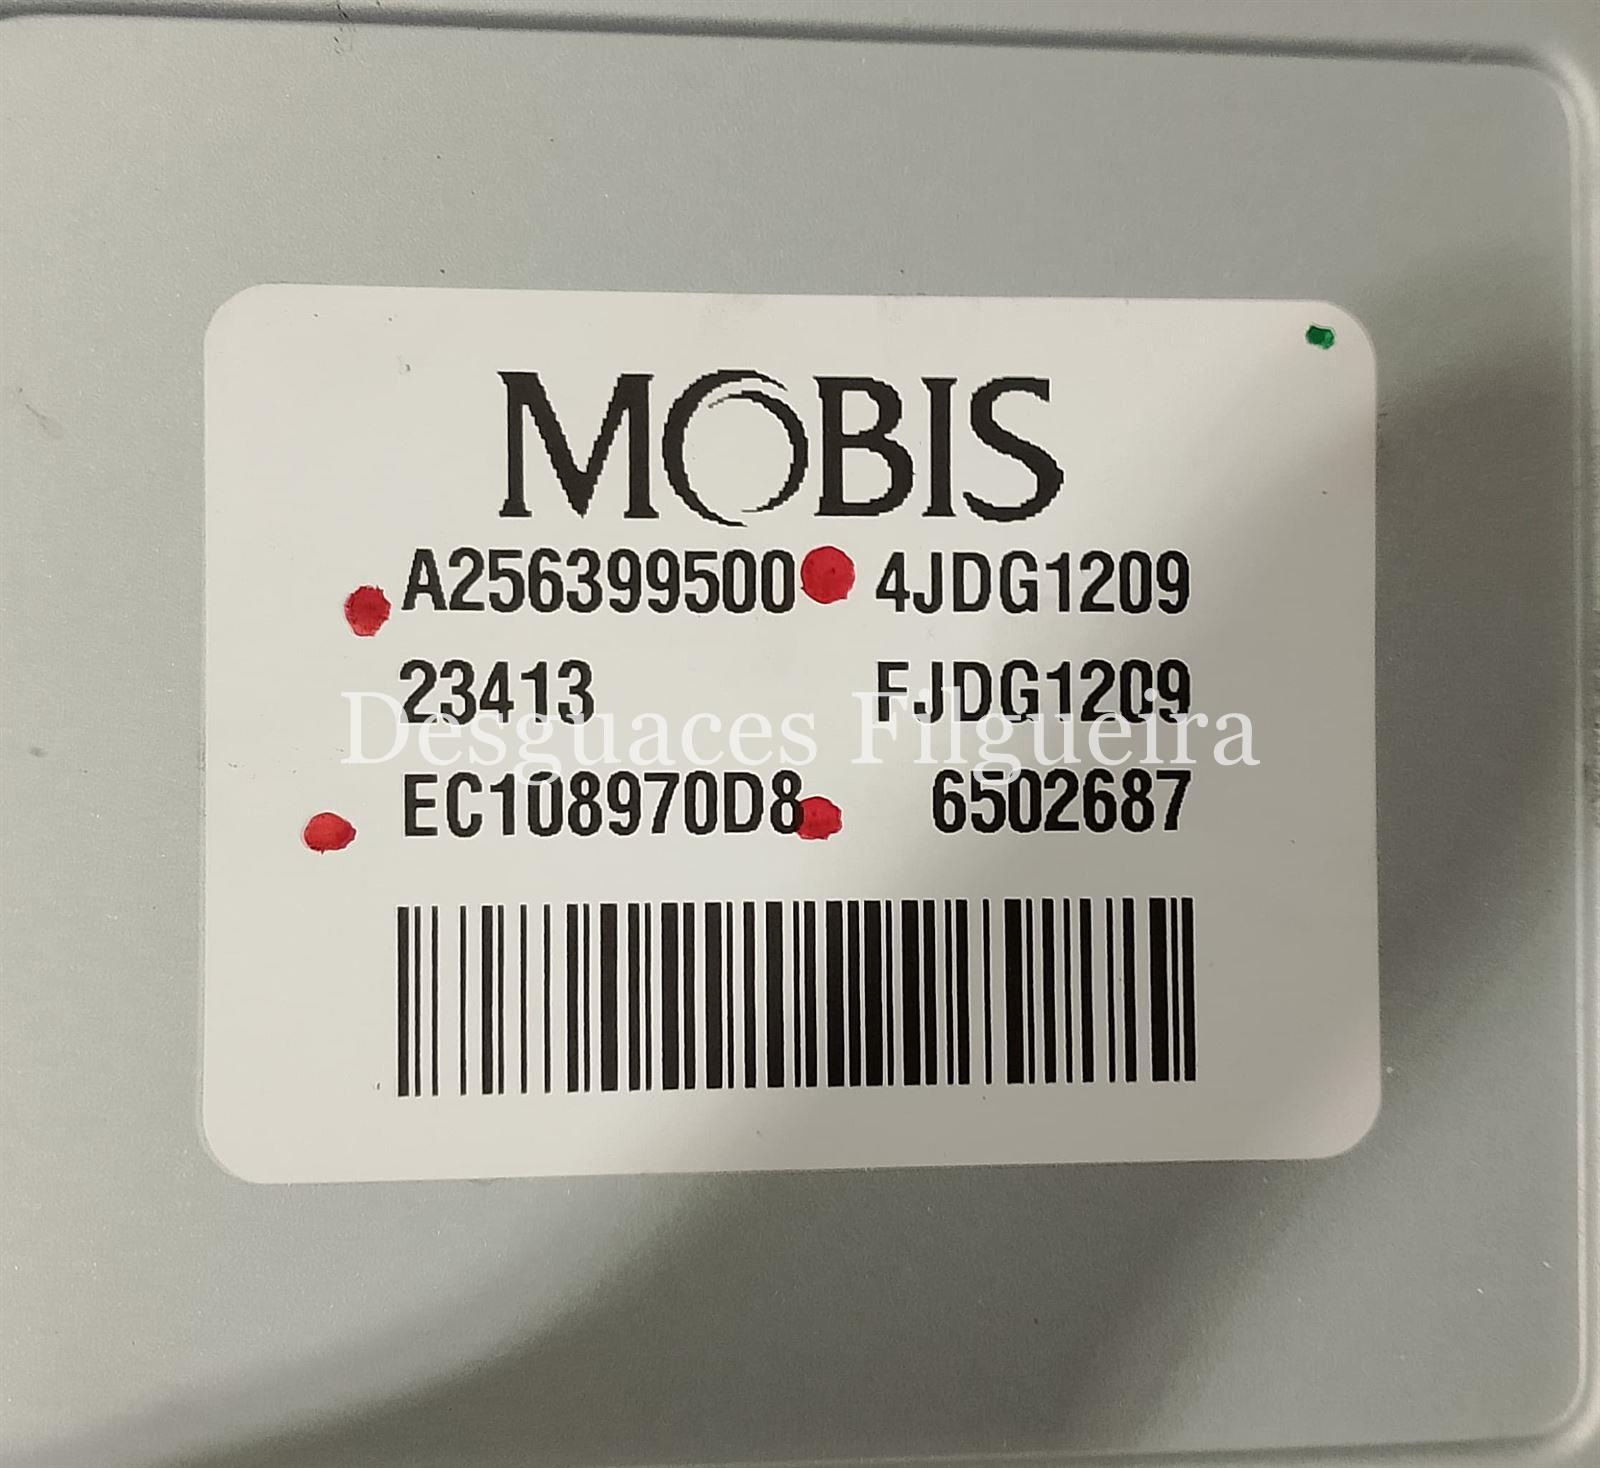 MOBIS
A256399500 4JDG1209
23413 FJDG1209
Desguaces Filgueira
EC108970D8 6502687